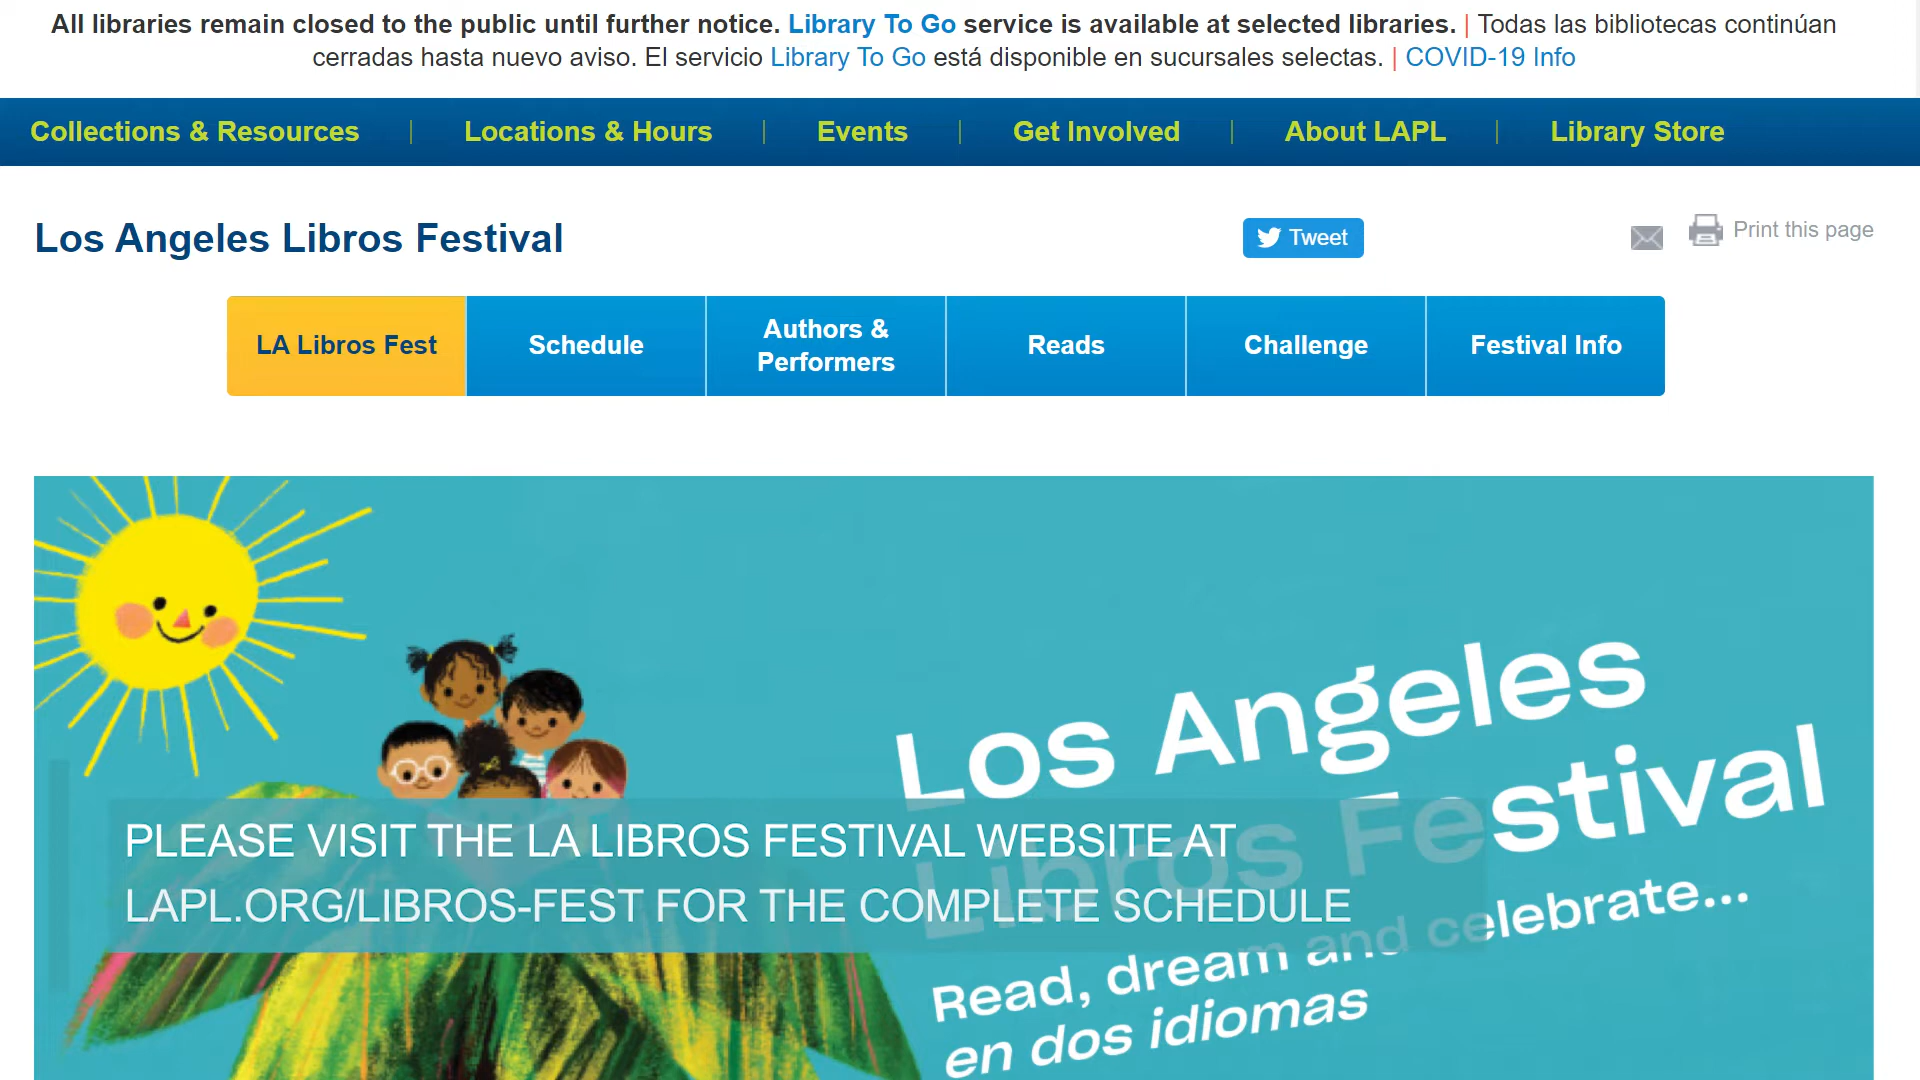 All libraries remain closed to the public until further notice. Library To Go service is available at selected libraries. | Todas las bibliotecas continúan
cerradas hasta nuevo aviso. El servicio Library To Go está disponible en sucursales selectas. | COVID-19 Info
Collections & Resources | Locations & Hours | Events | Get Involved | About LAPL | Library Store
Los Angeles Libros Festival
Tweet
Print this page
LA Libros Fest
Schedule
Authors &
Performers
Reads
Challenge
Festival Info
Los Angeles
Libros Festival
Read, dream and celebrate...
en dos idiomas
PLEASE VISIT THE LA LIBROS FESTIVAL WEBSITE AT
LAPL.ORG/LIBROS-FEST FOR THE COMPLETE SCHEDULE